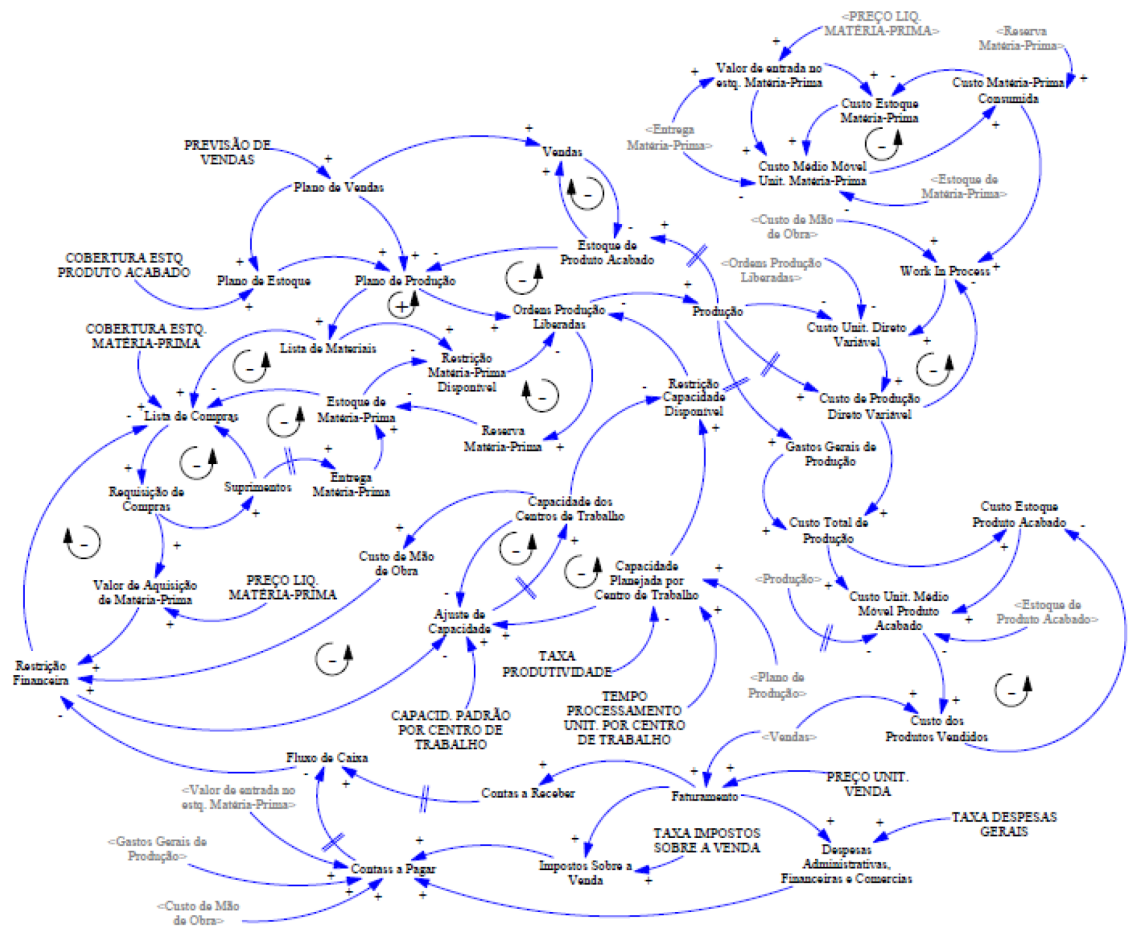 <PREÇO LIQ.
MATÉRIA-PRIMA>
<Reserva
Matéria-Prima>
Valor de entrada no
estq. Matéria-Prima
Custo Matéria-Prima
Consumida
Custo Estoque
Matéria-Prima
<Entrega
Matéria-Prima>
PREVISÃO DE
VENDAS
Vendas
Custo Médio Móvel
Unit. Matéria-Prima
<Estoque de
Matéria-Prima>
Plano de Vendas
<Custo de Mão
de Obra>
Estoque de
Produto Acabado
COBERTURA ESTQ
PRODUTO ACABADO
Plano de Estoque
Plano de Produção
<Ordens Produção
Liberadas>
Work In Process
Ordens Produção
Liberadas
Produção
Custo Unit. Direto
Variável
COBERTURA ESTQ.
MATÉRIA-PRIMA
Lista de Materiais
Restrição
Matéria-Prima
Disponível
Restrição
Capacidade
Disponível
Custo de Produção
Direto Variável
Lista de Compras
Estoque de
Matéria-Prima
Reserva
Matéria-Prima
Gastos Gerais de
Produção
Requisição de
Compras
Suprimentos
Entrega
Matéria-Prima
Capacidade dos
Centros de Trabalho
Custo Total de
Produção
Custo Estoque
Produto Acabado
Custo de Mão
de Obra
Valor de Aquisição
de Matéria-Prima
PREÇO LIQ.
MATÉRIA-PRIMA
Capacidade
Planejada por
Centro de Trabalho
<Produção>
Custo Unit. Médio
Móvel Produto
Acabado
<Estoque de
Produto Acabado>
Ajuste de
Capacidade
Restrição
Financeira
TAXA
PRODUTIVIDADE
<Plano de
Produção>
TEMPO
PROCESSAMENTO
UNIT. POR CENTRO
DE TRABALHO
CAPACID. PADRÃO
POR CENTRO DE
TRABALHO
<Vendas>
Custo dos
Produtos Vendidos
Fluxo de Caixa
<Valor de entrada no
estq. Matéria-Prima>
Contas a Receber
Faturamento
PREÇO UNIT.
VENDA
TAXA DESPESAS
GERAIS
TAXA IMPOSTOS
SOBRE A VENDA
<Gastos Gerais de
Produção>
Contass a Pagar
Impostos Sobre a
Venda
Despesas
Administrativas,
Financeiras e Comercias
<Custo de Mão
de Obra>